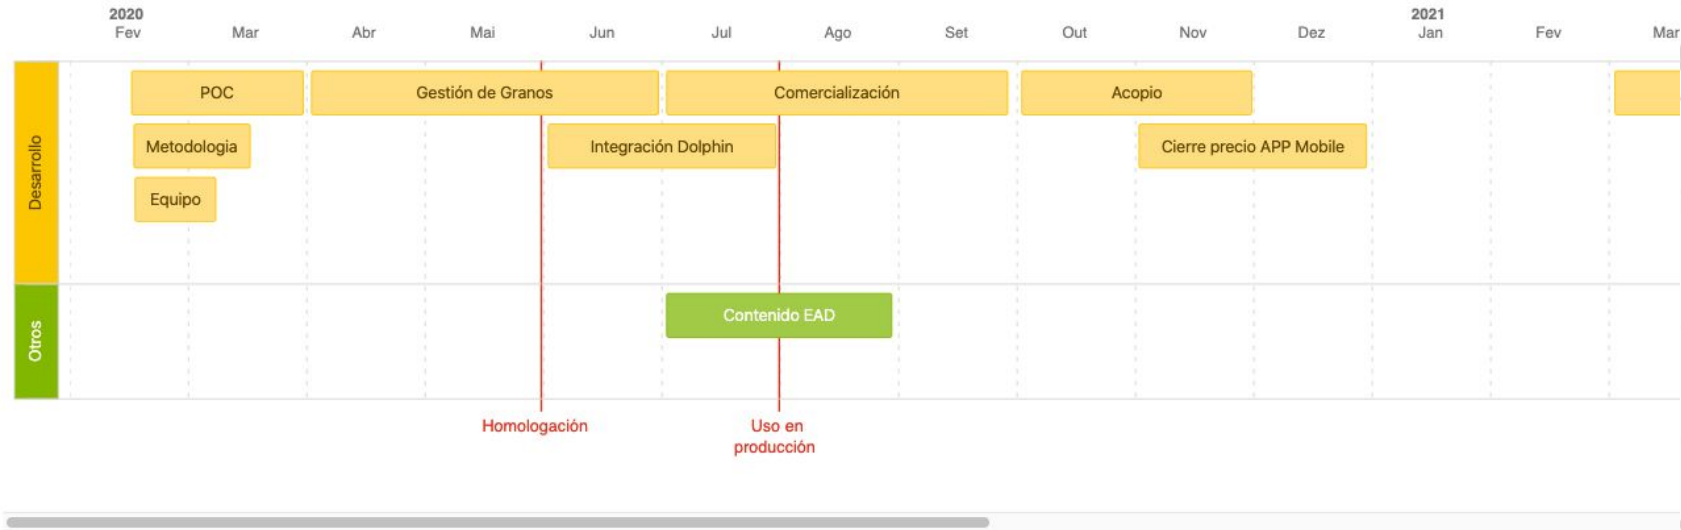 2020
2021
Fev Mar Abr Mai Jun Jul Ago Set Out Nov Dez Jan Fev Mar
Desarrollo
POC Gestión de Granos Comercialización Acopio
Metodologia Integración Dolphin Cierre precio APP Mobile
Equipo
Otros
Contenido EAD
Homologación
Uso en
producción